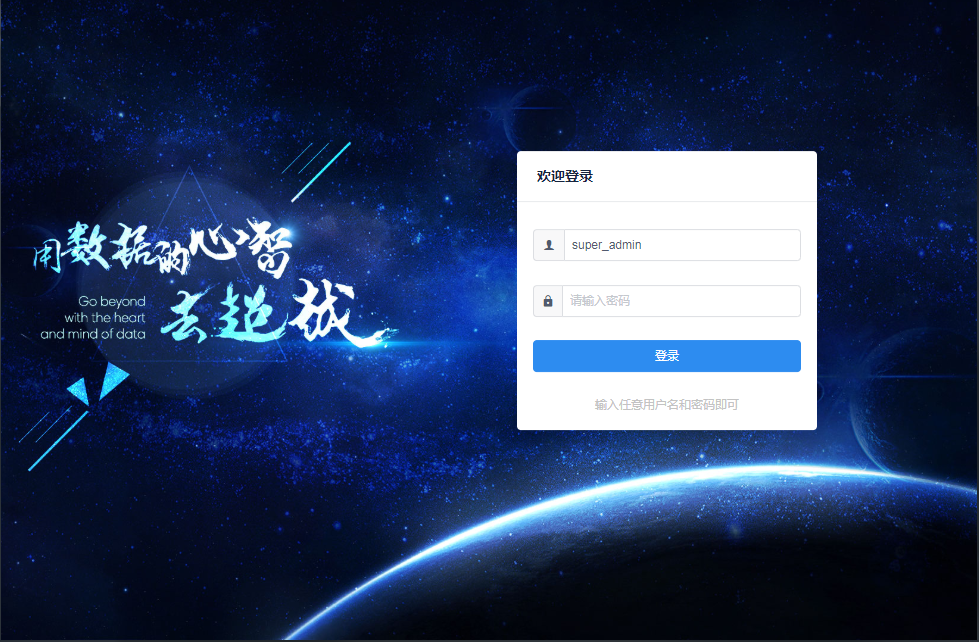 用数据的心智
去超越
Go beyond
with the heart
and mind of data
欢迎登录
super_admin
请输入密码
登录
输入任意用户名和密码即可